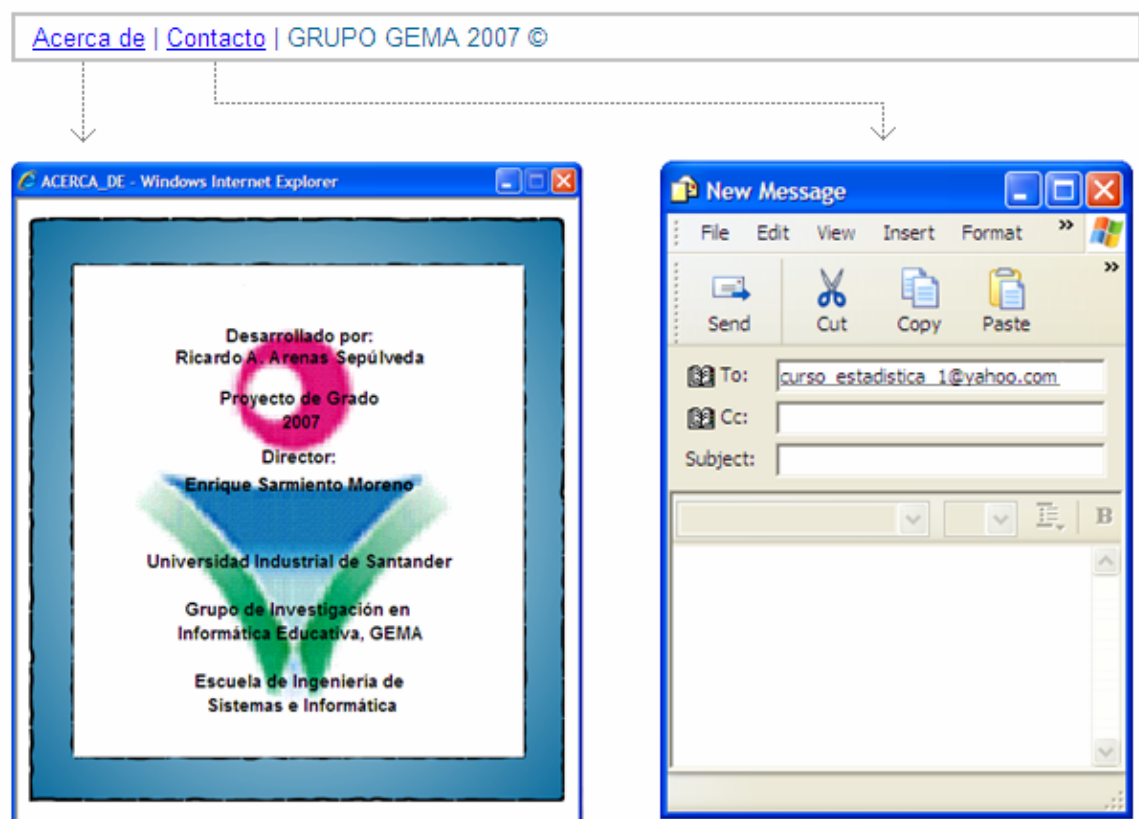 Acerca de | Contacto | GRUPO GEMA 2007 ©
ACERCA_DE - Windows Internet Explorer
Desarrollado por:
Ricardo A. Arenas Sepúlveda
Proyecto de Grado
2007
Director:
Enrique Sarmiento Moreno
Universidad Industrial de Santander
Grupo de Investigación en
Informática Educativa, GEMA
Escuela de Ingeniería de
Sistemas e Informática
New Message
File Edit View Insert Format »
Send Cut Copy Paste »
To: curso_estadistica_1@yahoo.com
Cc:
Subject:
B